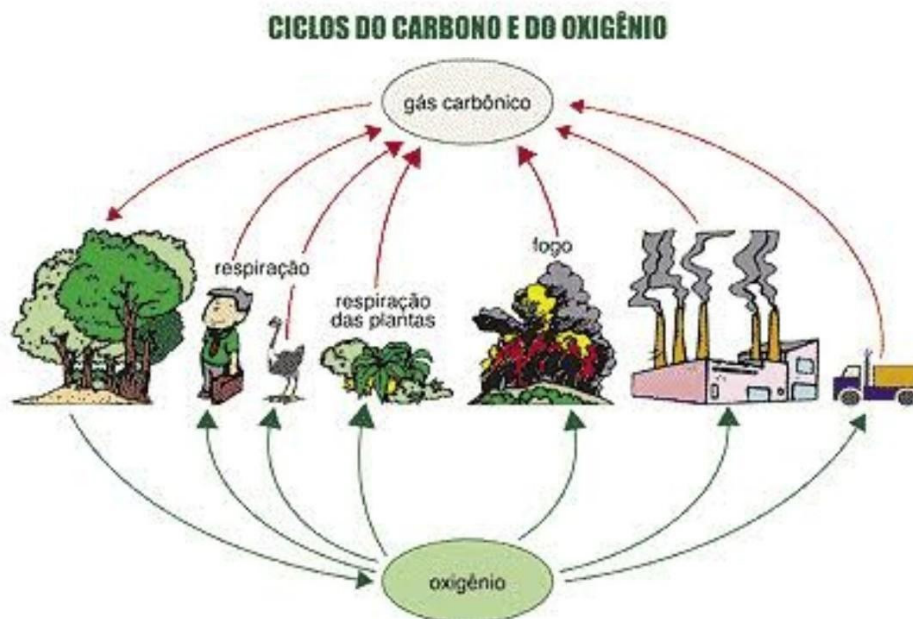 CICLOS DO CARBONO E DO OXIGÊNIO
gás carbônico
respiração
respiração
das plantas
fogo
oxigênio